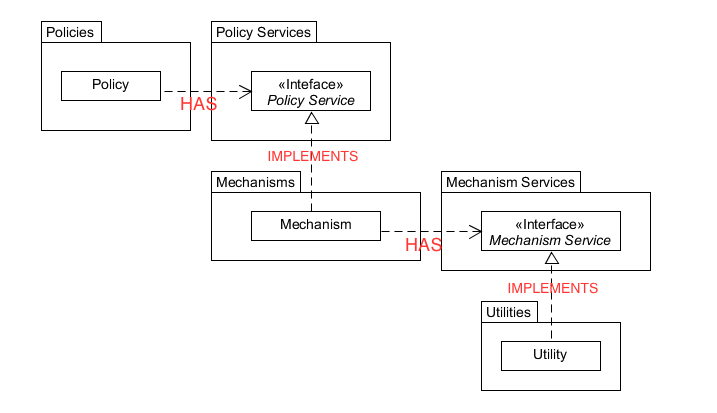 Policies
Policy Services
Policy
«Inteface»
Policy Service
HAS
IMPLEMENTS
Mechanisms
Mechanism Services
Mechanism
«Interface»
Mechanism Service
HAS
IMPLEMENTS
Utilities
Utility